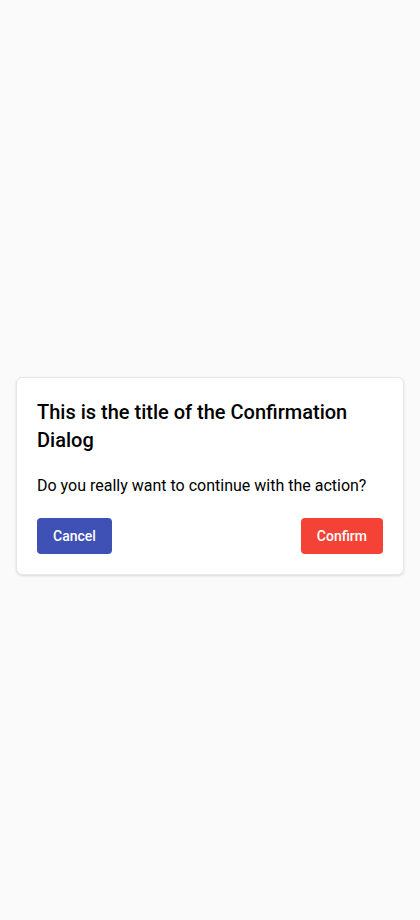 This is the title of the Confirmation
Dialog
Do you really want to continue with the action?
Cancel
Confirm